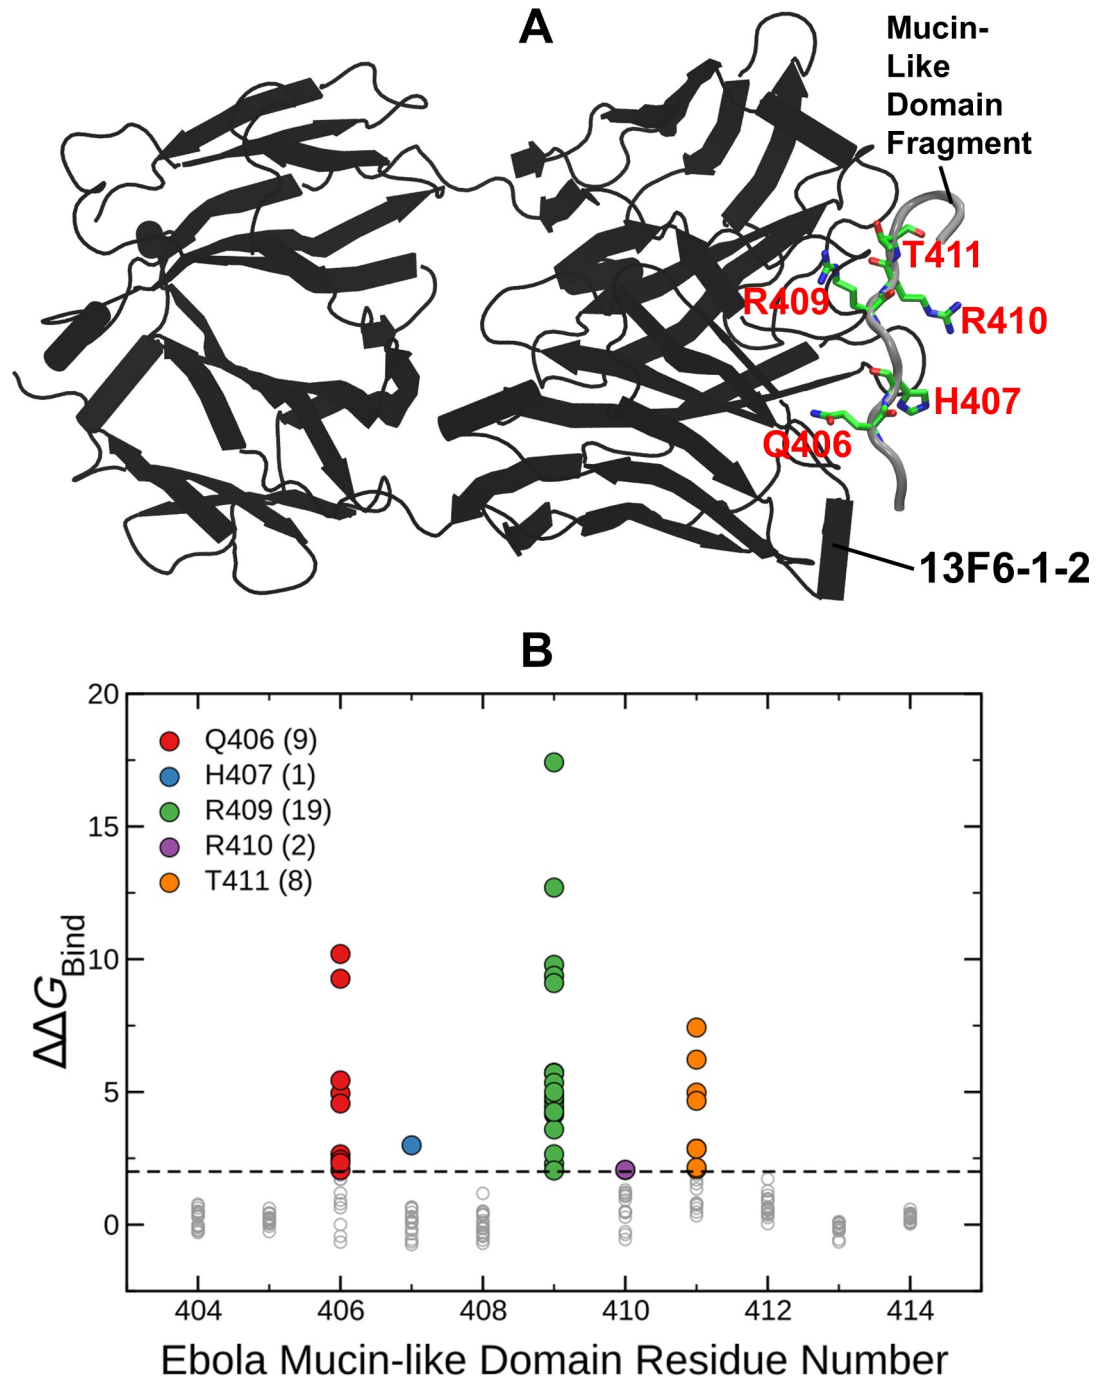 A
Mucin-
Like
Domain
Fragment
T411
R409
R410
H407
Q406
13F6-1-2
B
20
15
10
5
0
ΔΔGBind
Q406 (9)
H407 (1)
R409 (19)
R410 (2)
T411 (8)
404 406 408 410 412 414
Ebola Mucin-like Domain Residue Number